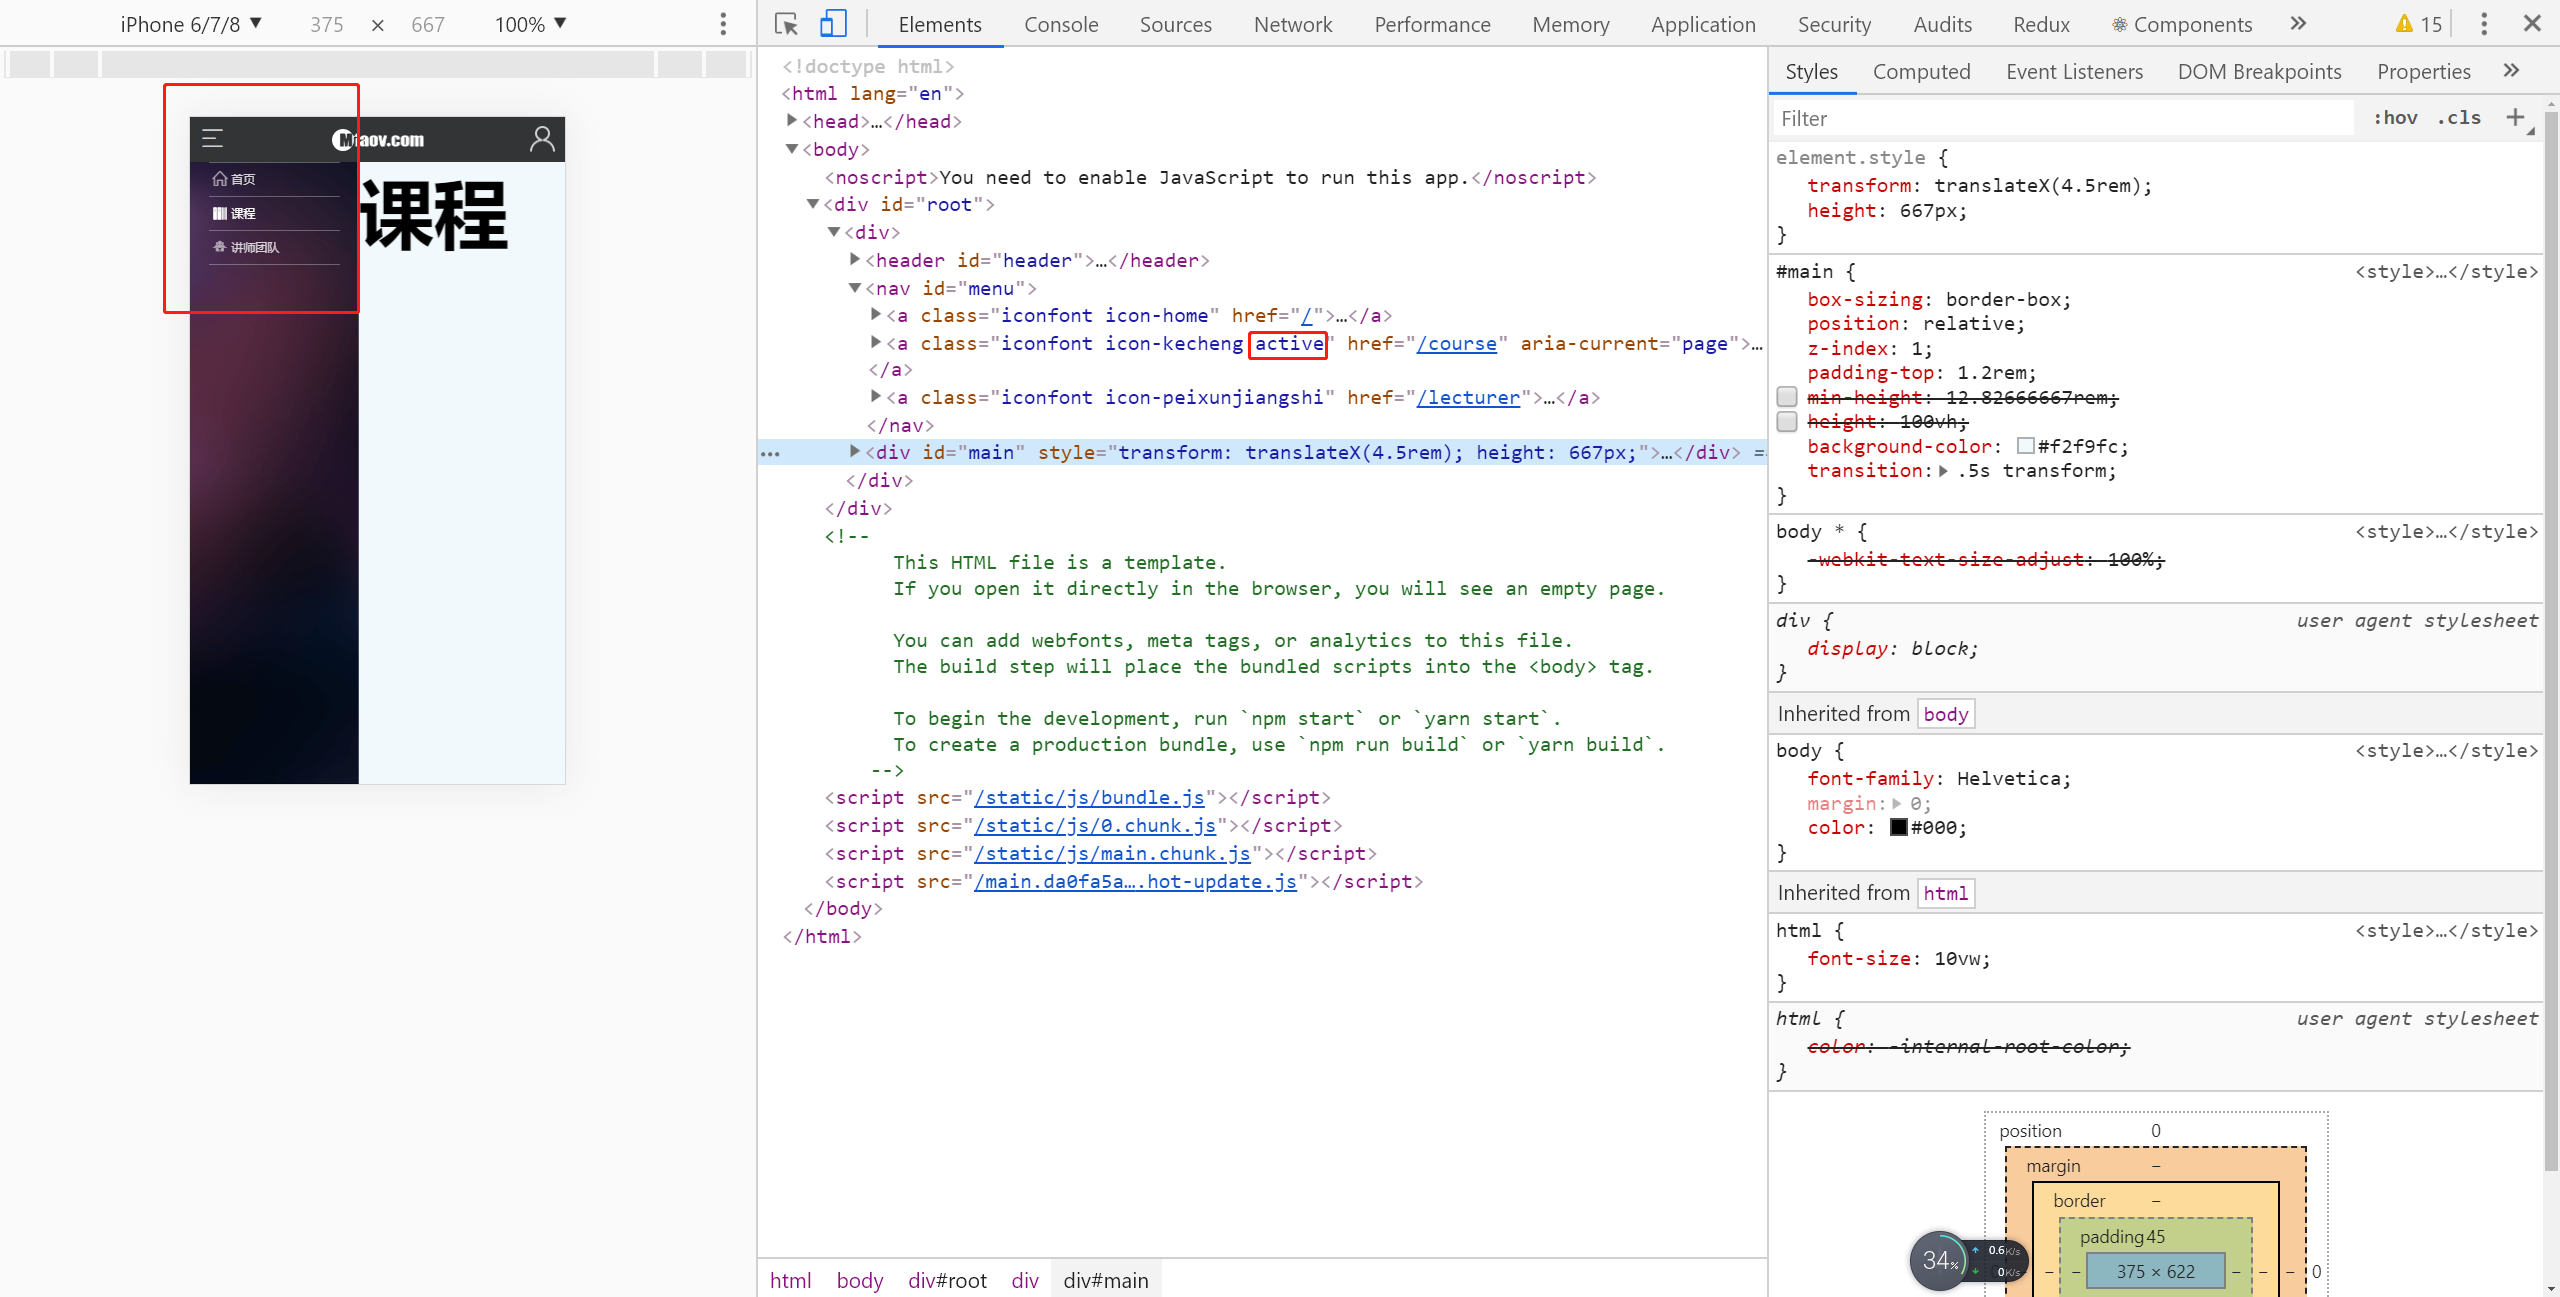 iPhone 6/7/8 ▼ 375 × 667 100% ▼
Elements Console Sources Network Performance Memory Application Security Audits Redux Components » 15
Miaov.com
首页
课程
讲师团队
课程
<!doctype html>
<html lang="en">
<head>…</head>
<body>
<noscript>You need to enable JavaScript to run this app.</noscript>
<div id="root">
<div>
<header id="header">…</header>
<nav id="menu">
<a class="iconfont icon-home" href="/">…</a>
<a class="iconfont icon-kecheng active" href="/course" aria-current="page">…
</a>
<a class="iconfont icon-peixunjiangshi" href="/lecturer">…</a>
</nav>
<div id="main" style="transform: translateX(4.5rem); height: 667px;">…</div> ==
</div>
</div>
<!--
This HTML file is a template.
If you open it directly in the browser, you will see an empty page.
You can add webfonts, meta tags, or analytics to this file.
The build step will place the bundled scripts into the <body> tag.
To begin the development, run `npm start` or `yarn start`.
To create a production bundle, use `npm run build` or `yarn build`.
-->
<script src="/static/js/bundle.js"></script>
<script src="/static/js/0.chunk.js"></script>
<script src="/static/js/main.chunk.js"></script>
<script src="/main.da0fa5a….hot-update.js"></script>
</body>
</html>
html body div#root div div#main
Styles Computed Event Listeners DOM Breakpoints Properties »
Filter :hov .cls +
element.style {
transform: translateX(4.5rem);
height: 667px;
}
#main { <style>…</style>
box-sizing: border-box;
position: relative;
z-index: 1;
padding-top: 1.2rem;
min-height: 12.82666667rem;
height: 100vh;
background-color: #f2f9fc;
transition: .5s transform;
}
body * { <style>…</style>
-webkit-text-size-adjust: 100%;
}
div { user agent stylesheet
display: block;
}
Inherited from body
body { <style>…</style>
font-family: Helvetica;
margin: 0;
color: #000;
}
Inherited from html
html { <style>…</style>
font-size: 10vw;
}
html { user agent stylesheet
color: -internal-root-color;
}
position 0
margin –
border –
padding 45
– – 375 × 622 – – – 0
34% 0.6K/s
0K/s